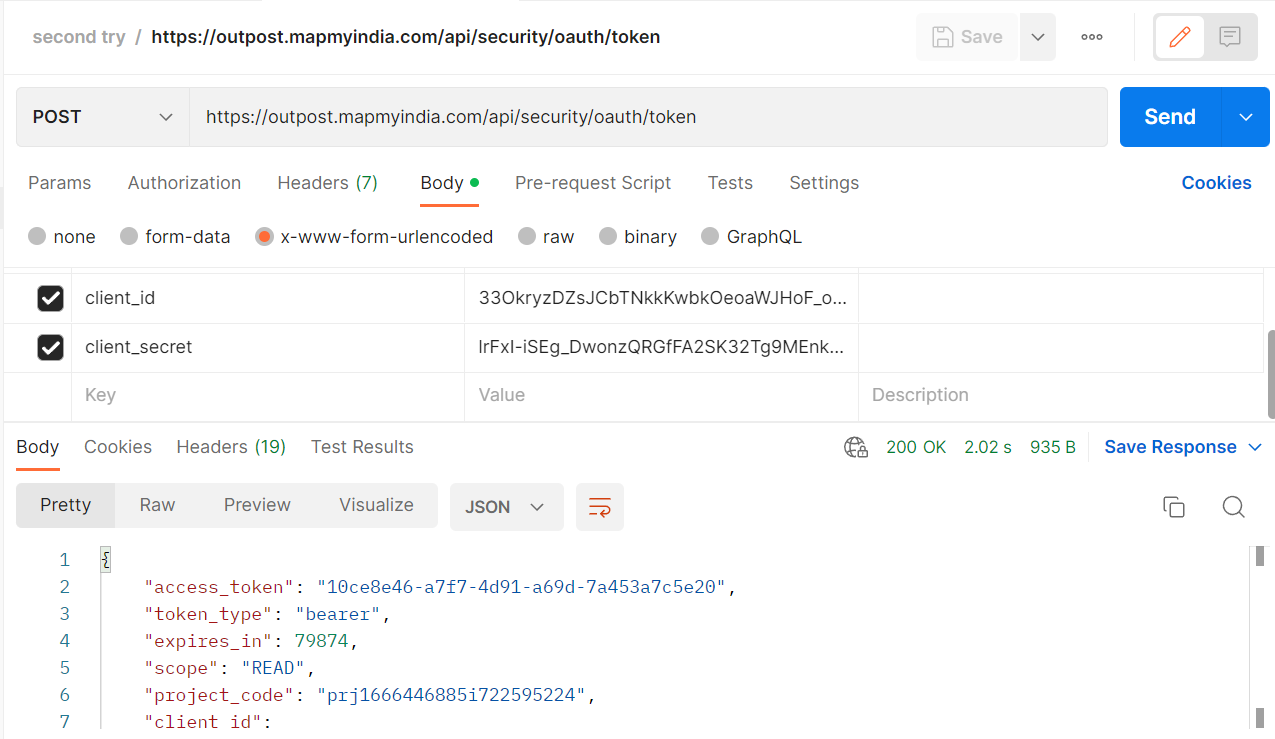 second try / https://outpost.mapmyindia.com/api/security/oauth/token Save
POST https://outpost.mapmyindia.com/api/security/oauth/token Send
Params Authorization Headers (7) Body Pre-request Script Tests Settings Cookies
none form-data x-www-form-urlencoded raw binary GraphQL
client_id 33OkryzDZsJCbTNkkKwbkOeoaWJHoF_o...
client_secret lrFxI-iSEg_DwonzQRGfFA2SK32Tg9MEnk...
Key Value Description
Body Cookies Headers (19) Test Results 200 OK 2.02 s 935 B Save Response
Pretty Raw Preview Visualize JSON
1 {
2 "access_token": "10ce8e46-a7f7-4d91-a69d-7a453a7c5e20",
3 "token_type": "bearer",
4 "expires_in": 79874,
5 "scope": "READ",
6 "project_code": "prj1666446885i722595224",
7 "client_id":